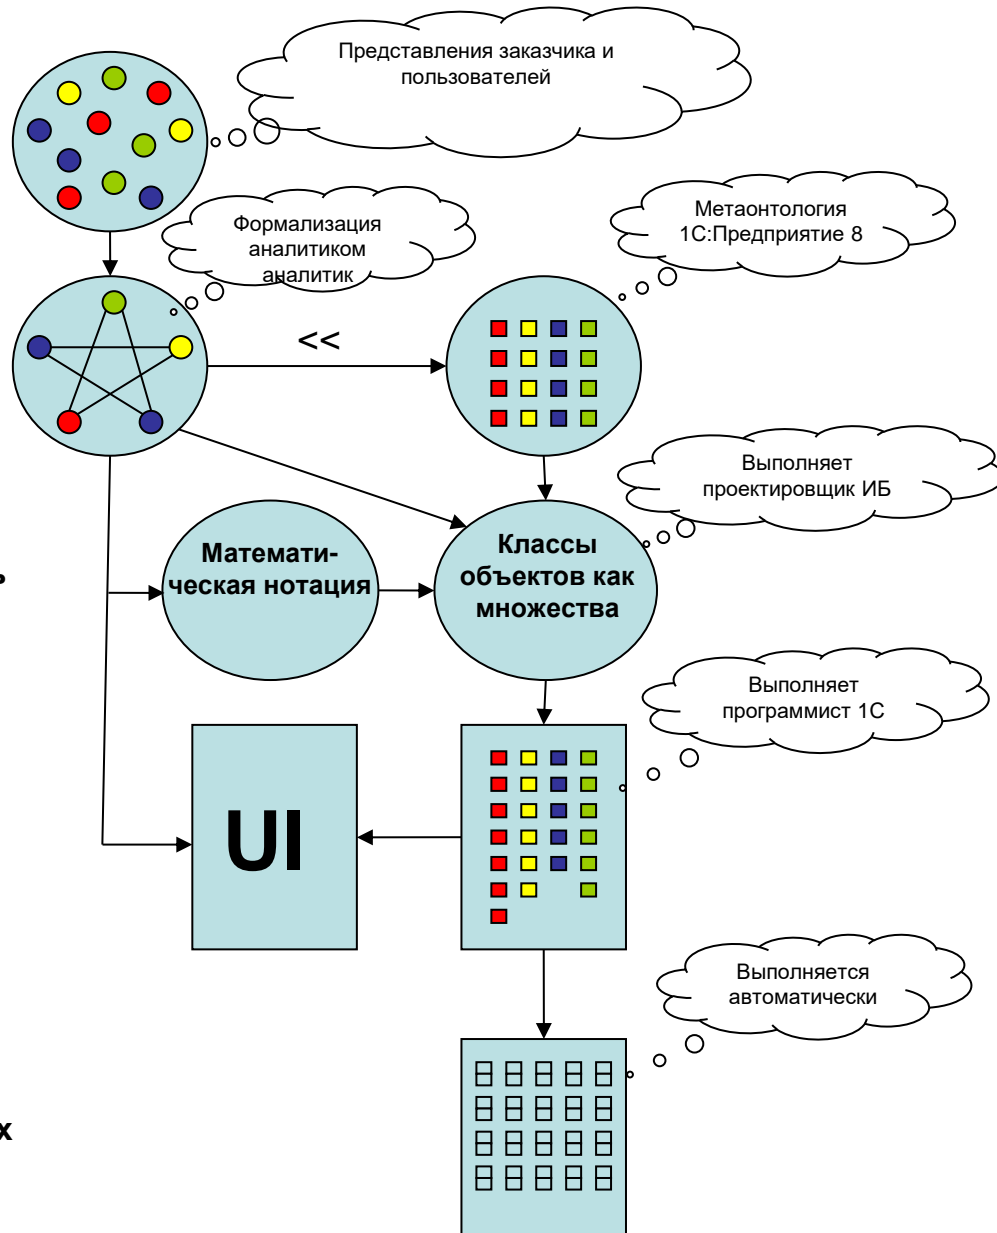 Представления заказчика и
пользователей
Формализация
аналитиком
аналитик
Метаонтология
1С:Предприятие 8
<<
Выполняет
проектировщик ИБ
ь
Математи-
ческая нотация
Классы
объектов как
множества
Выполняет
программист 1С
UI
Выполняется
автоматически
х